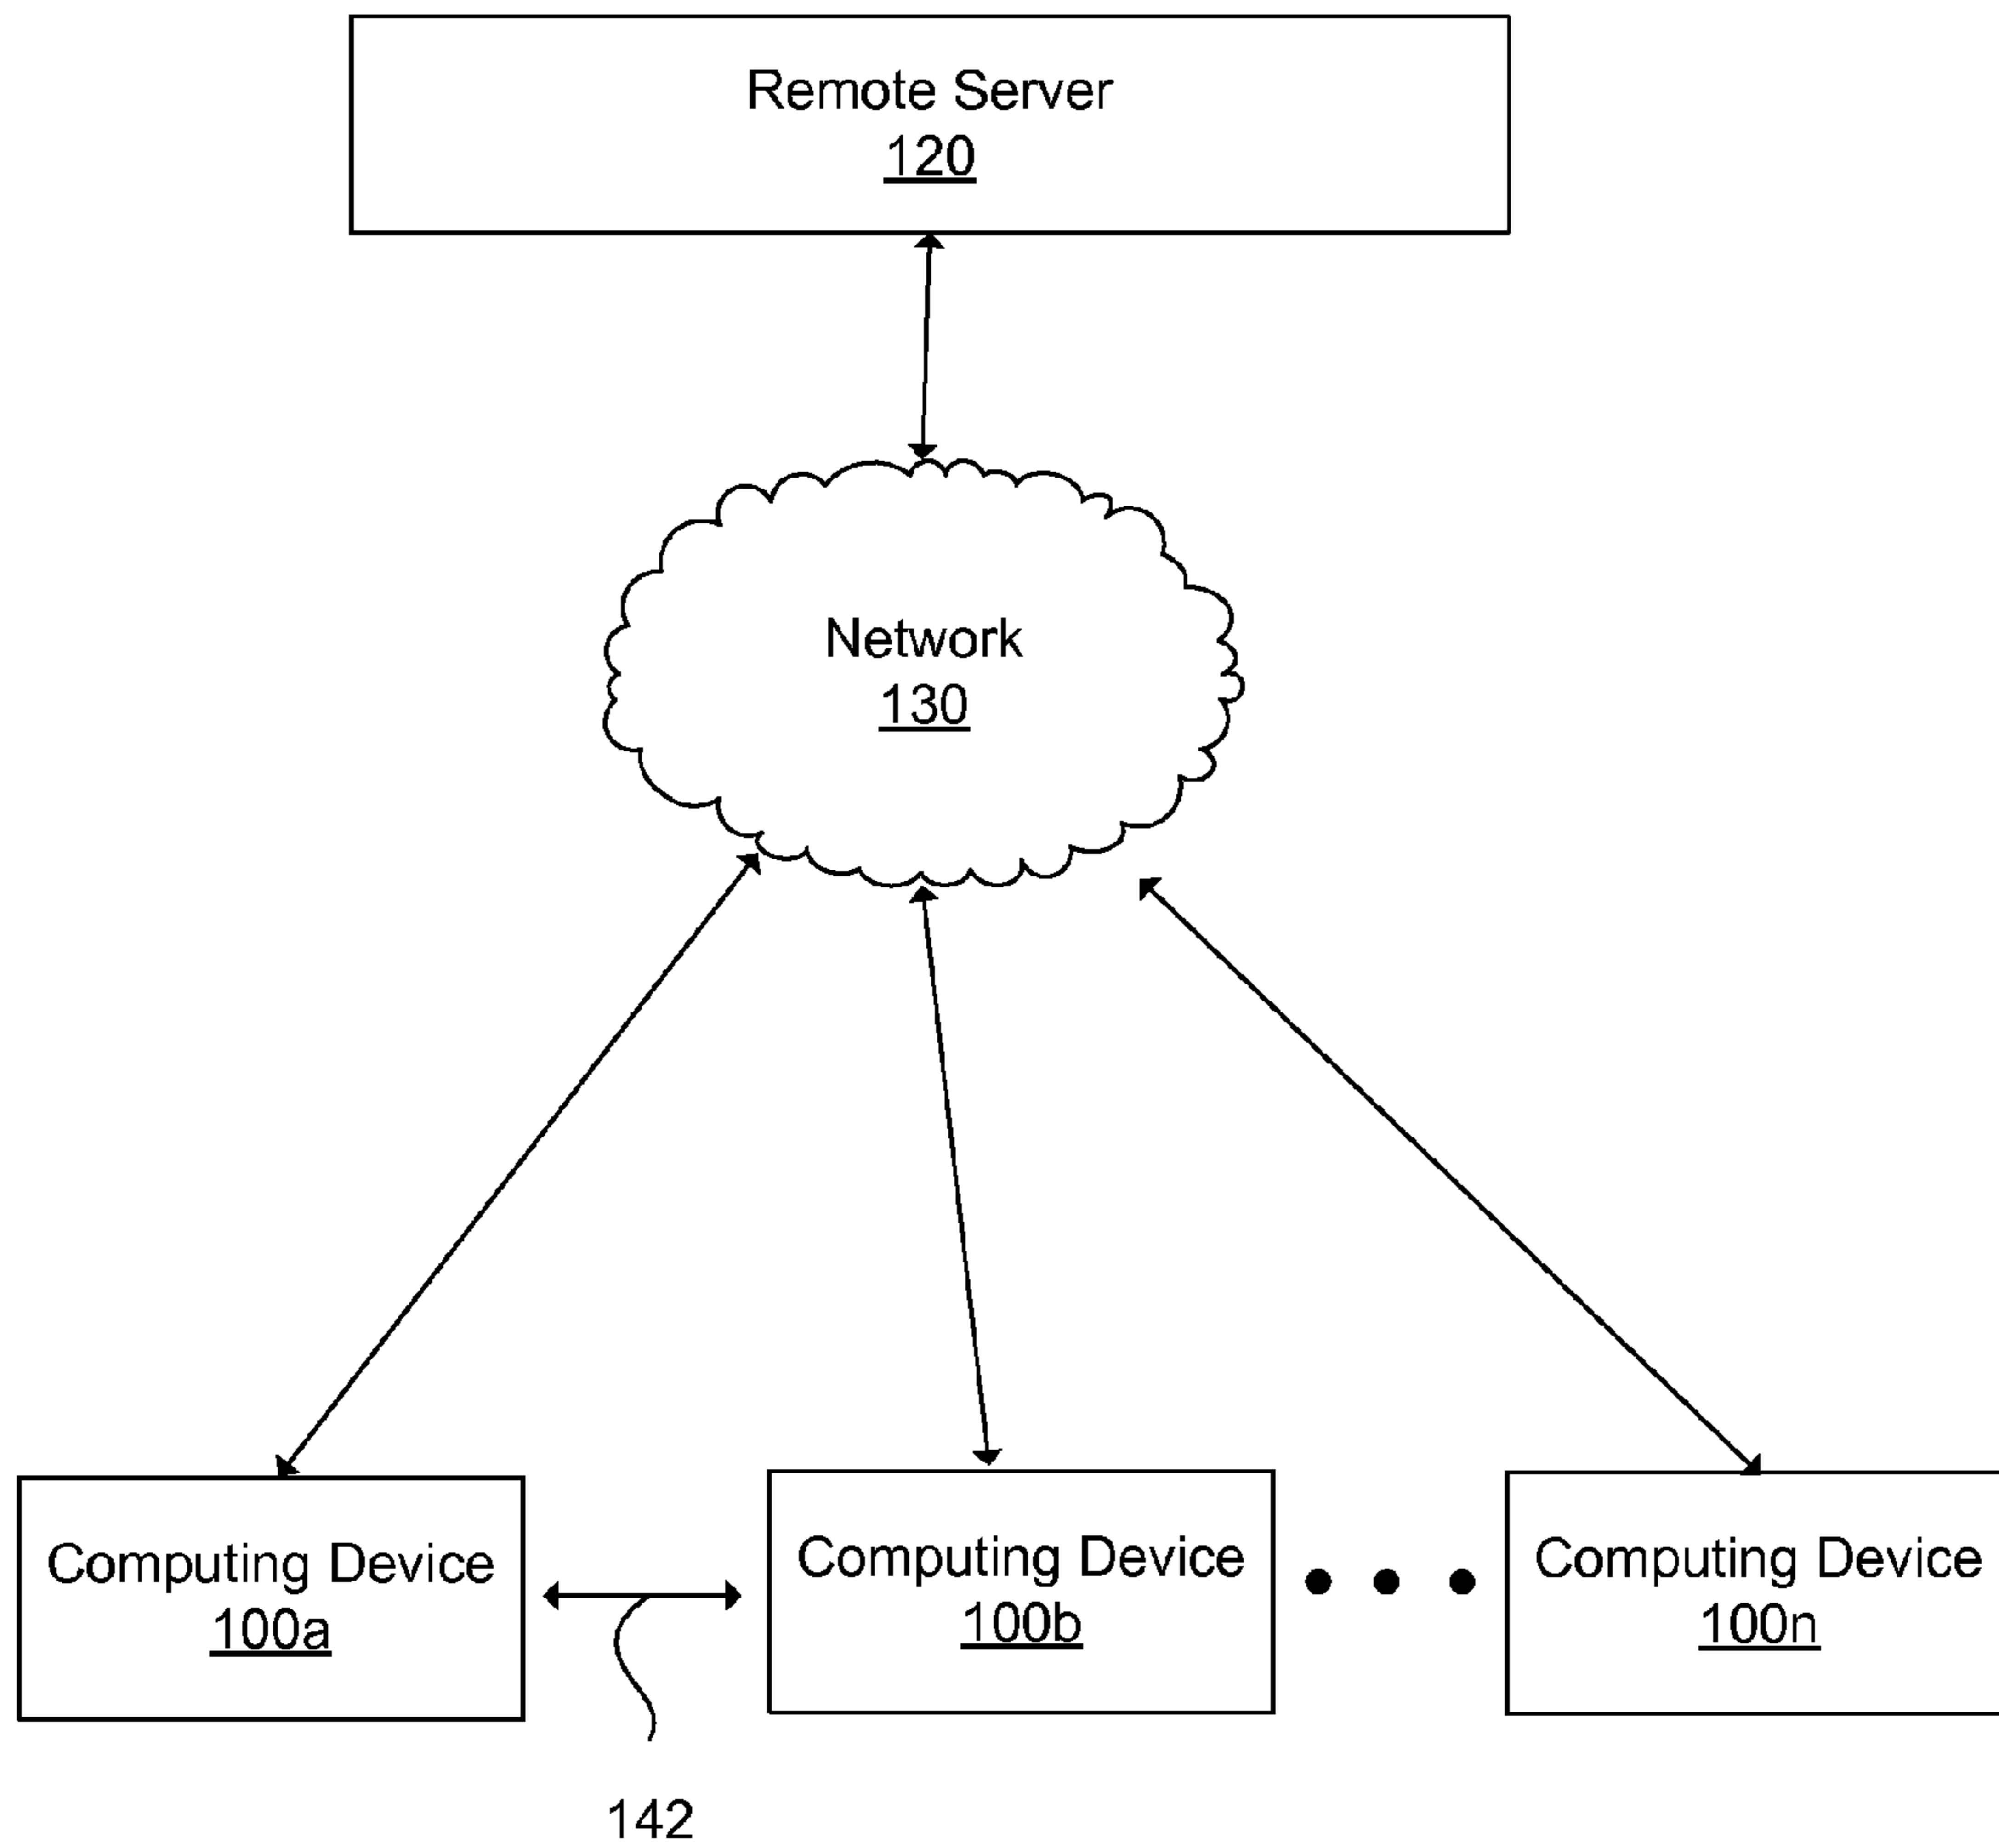 Remote Server
120
Network
130
Computing Device
100a
Computing Device
100b
Computing Device
100n
142